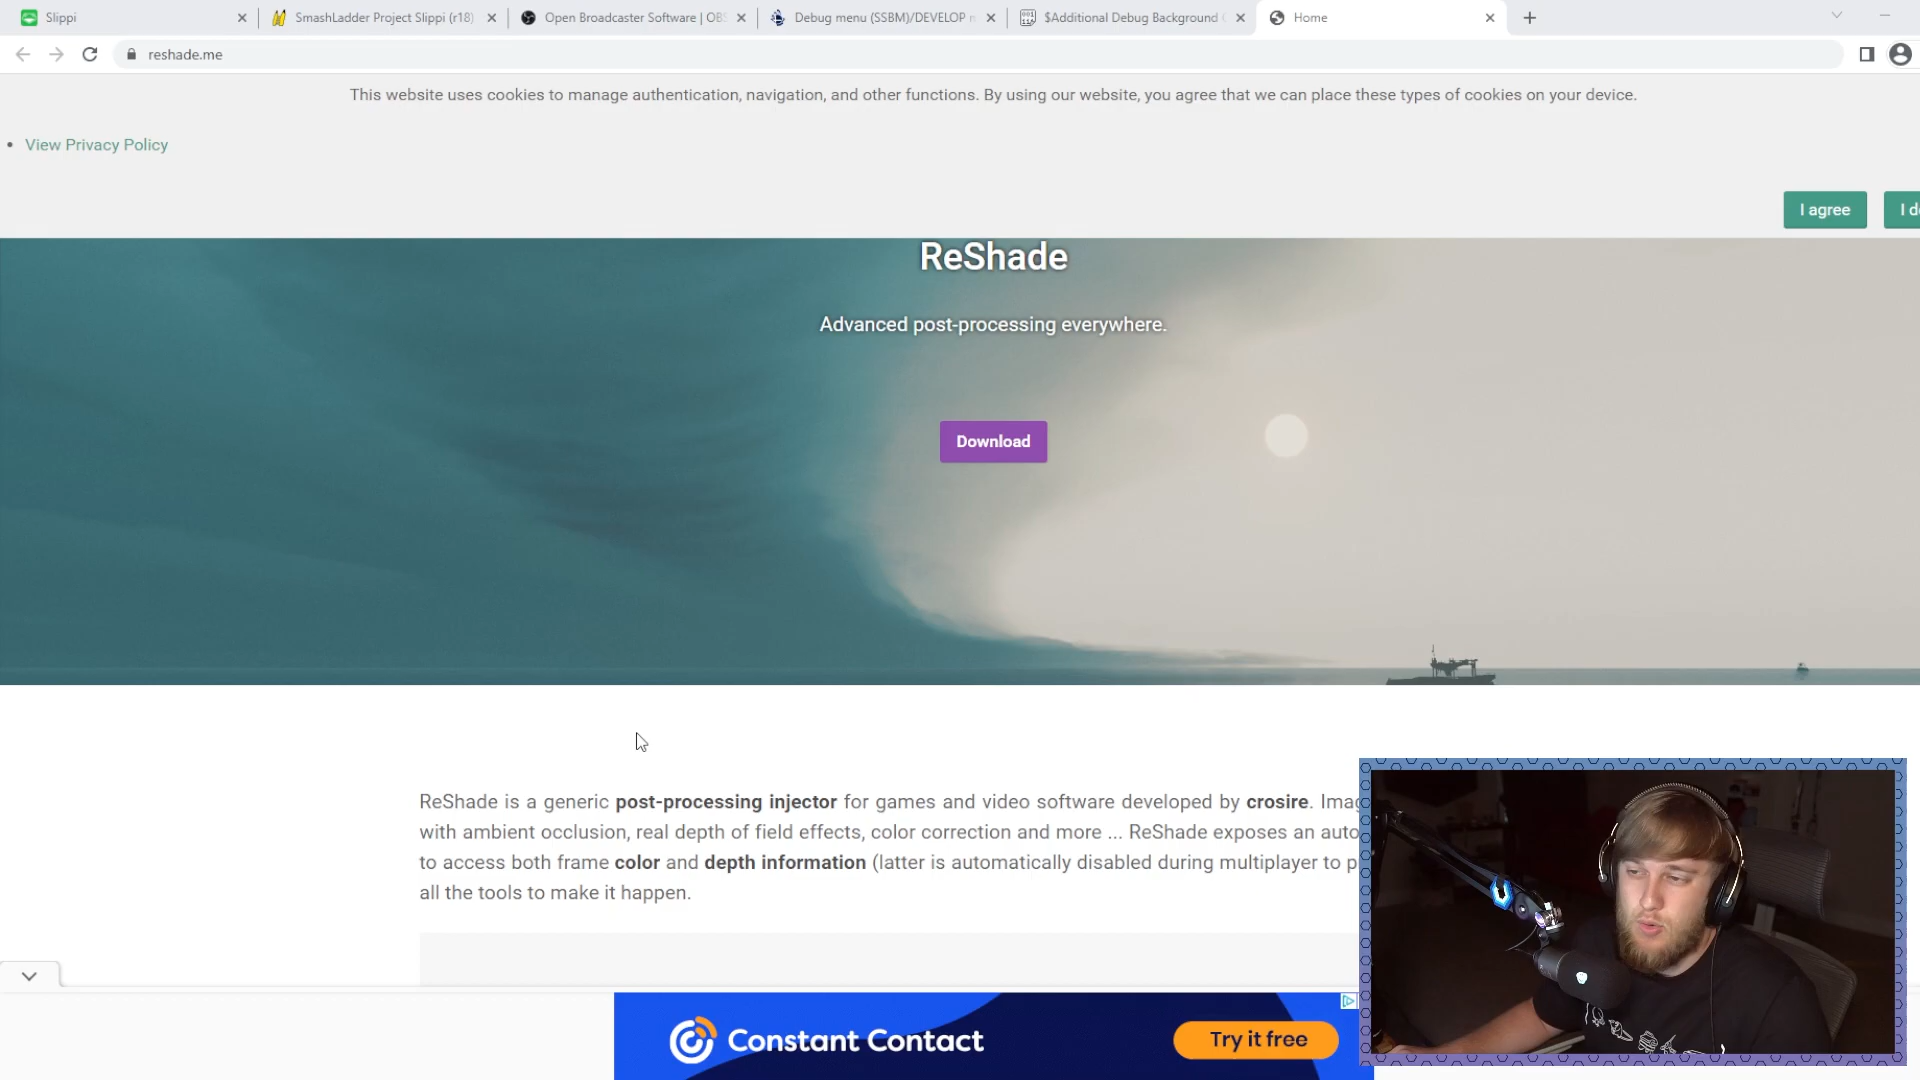 Slippi
SmashLadder Project Slippi (r18)
Open Broadcaster Software | OBS
Debug menu (SSBM)/DEVELOP
$Additional Debug Background
Home
reshade.me
This website uses cookies to manage authentication, navigation, and other functions. By using our website, you agree that we can place these types of cookies on your device.
• View Privacy Policy
I agree
I d
ReShade
Advanced post-processing everywhere.
Download
ReShade is a generic post-processing injector for games and video software developed by crosire. Imag
with ambient occlusion, real depth of field effects, color correction and more ... ReShade exposes an auto
to access both frame color and depth information (latter is automatically disabled during multiplayer to p
all the tools to make it happen.
Constant Contact
Try it free